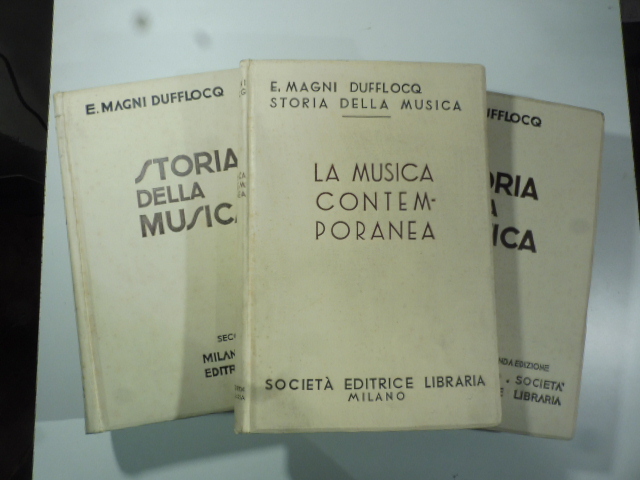 E. MAGNI DUFFLOCQ
STORIA
DELLA
MUSICA
MILAN
EDITR
E. MAGNI DUFFLOCQ
STORIA DELLA MUSICA
LA MUSICA
CONTEM-
PORANEA
SOCIETÀ EDITRICE LIBRARIA
MILANO
UFFLOCQ
ORIA
A
ICA
NDA EDIZIONE
. SOCIETA'
E LIBRARIA